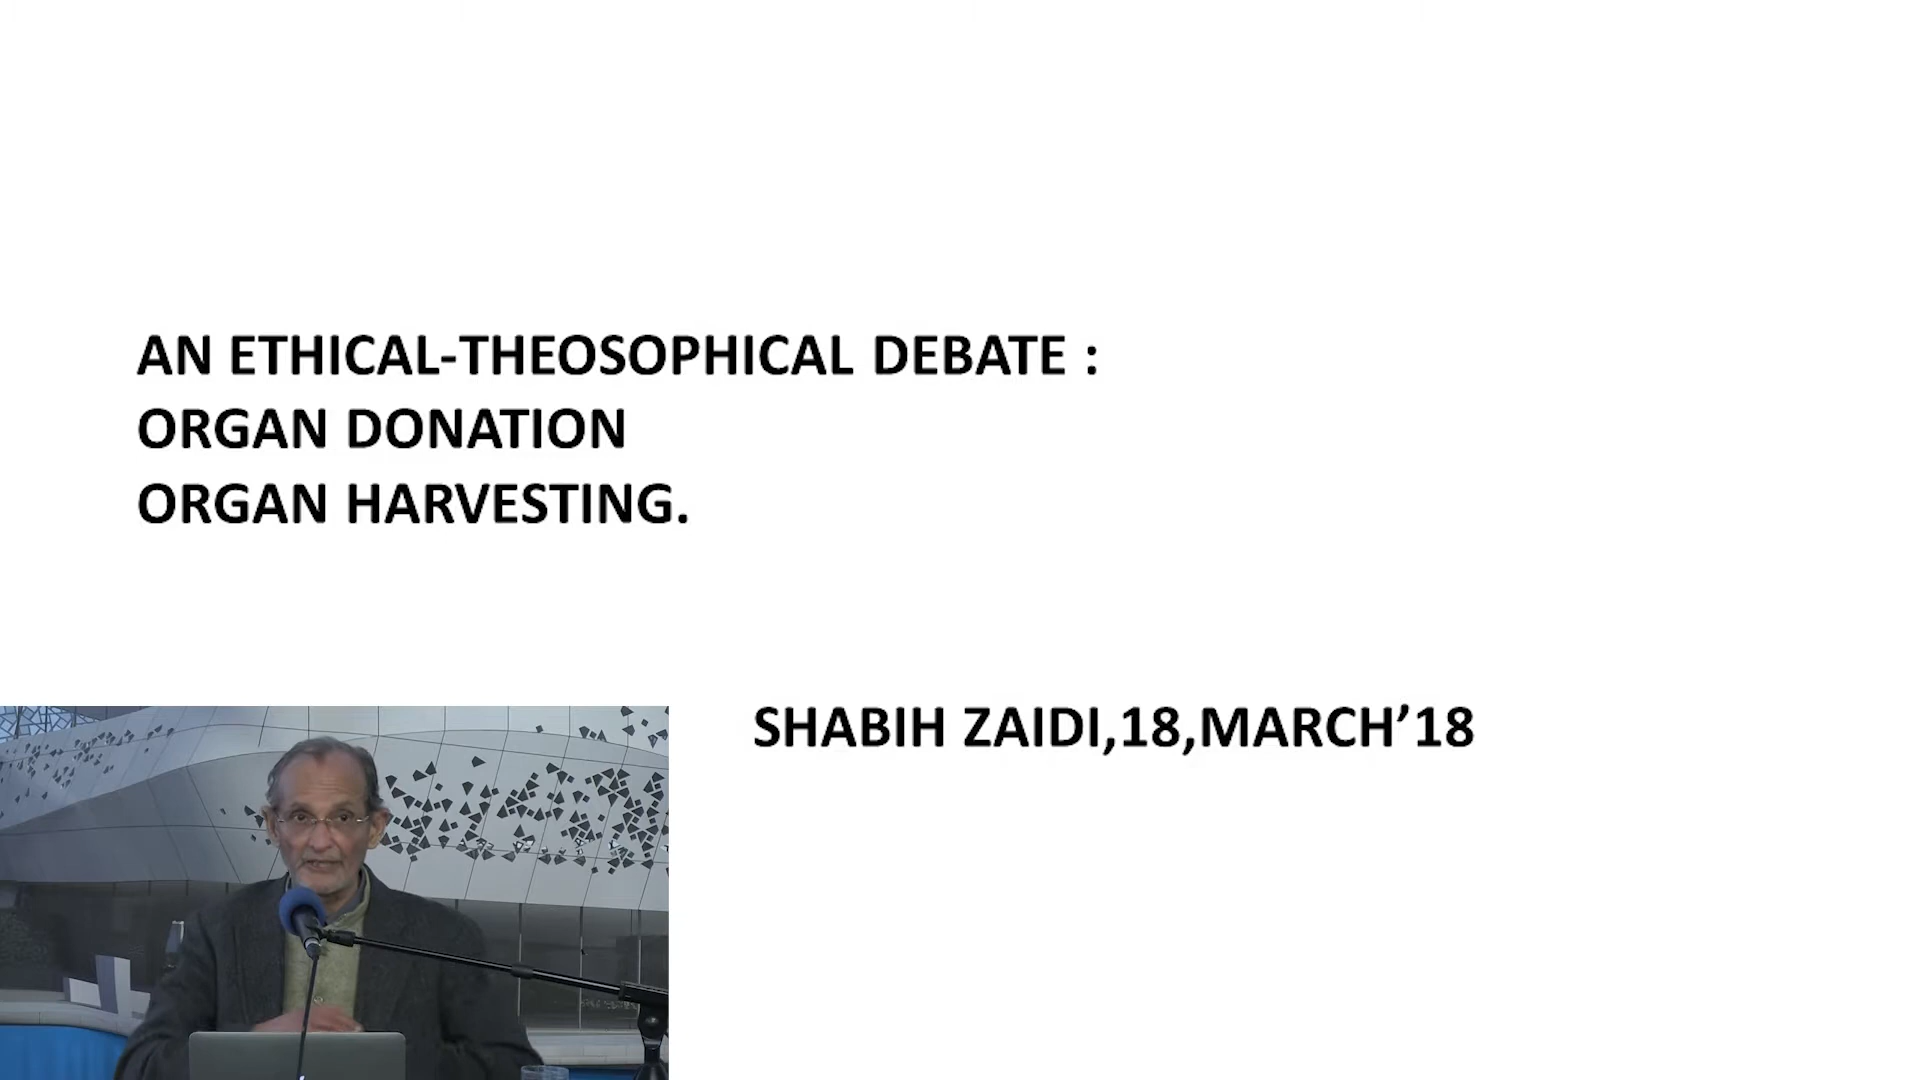 AN ETHICAL-THEOSOPHICAL DEBATE :
ORGAN DONATION
ORGAN HARVESTING.
SHABIH ZAIDI,18,MARCH’18